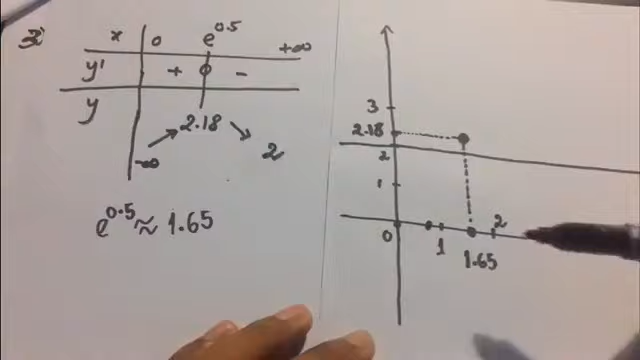 x 0 e^0.5 +∞
y' + 0 -
y -∞ 2.18 2
e^0.5 ≈ 1.65
3
2.18
2
1
0 1 1.65 2